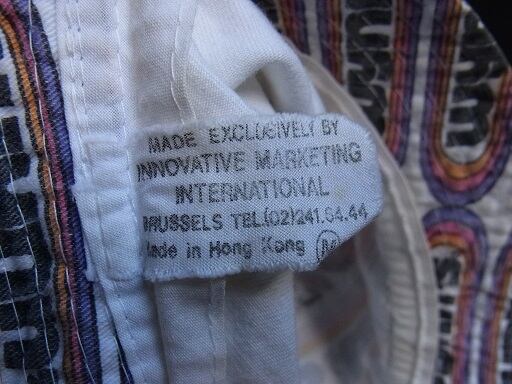 MADE EXCLUSIVELY BY
INNOVATIVE MARKETING
INTERNATIONAL
BRUSSELS TEL.(02)241.64.44
Made in Hong Kong M